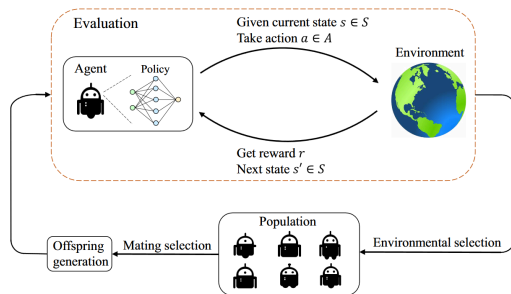 Evaluation
Given current state s ∈ S
Take action a ∈ A
Agent
Policy
Environment
Get reward r
Next state s′ ∈ S
Population
Offspring
generation
Mating selection
Environmental selection